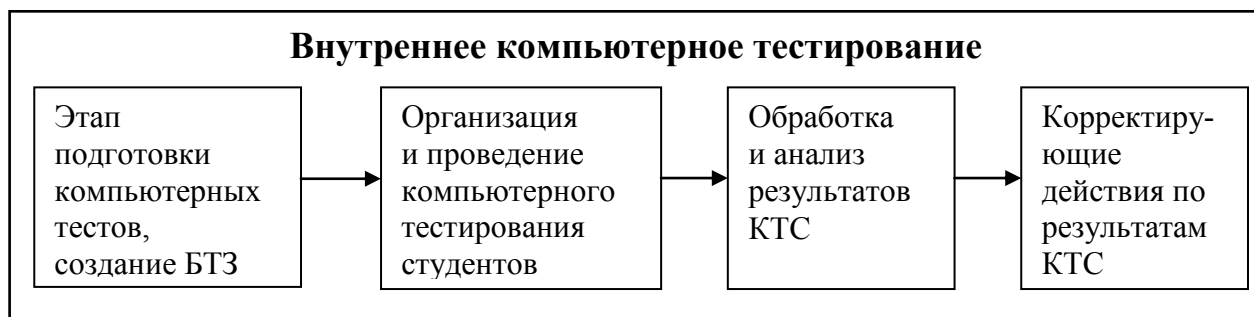 Внутреннее компьютерное тестирование
Этап
подготовки
компьютерных
тестов,
создание БТЗ
Организация
и проведение
компьютерного
тестирования
студентов
Обработка
и анализ
результатов
КТС
Корректиру-
ющие
действия по
результатам
КТС